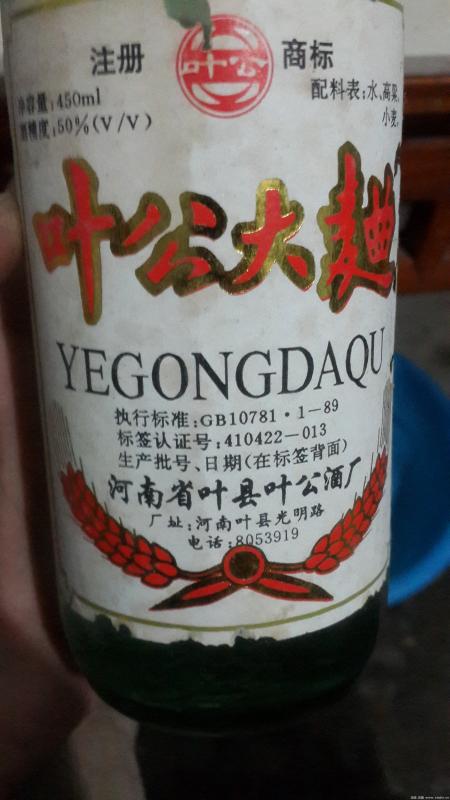 注册 叶公 商标
净容量:450ml
酒精度:50%(V/V)
配料表:水、高粱、
小麦、
叶公大麯
YEGONGDAQU
执行标准:GB10781·1-89
标签认证号:410422-013
生产批号、日期(在标签背面)
河南省叶县叶公酒厂
厂址:河南叶县光明路
电话:8053919